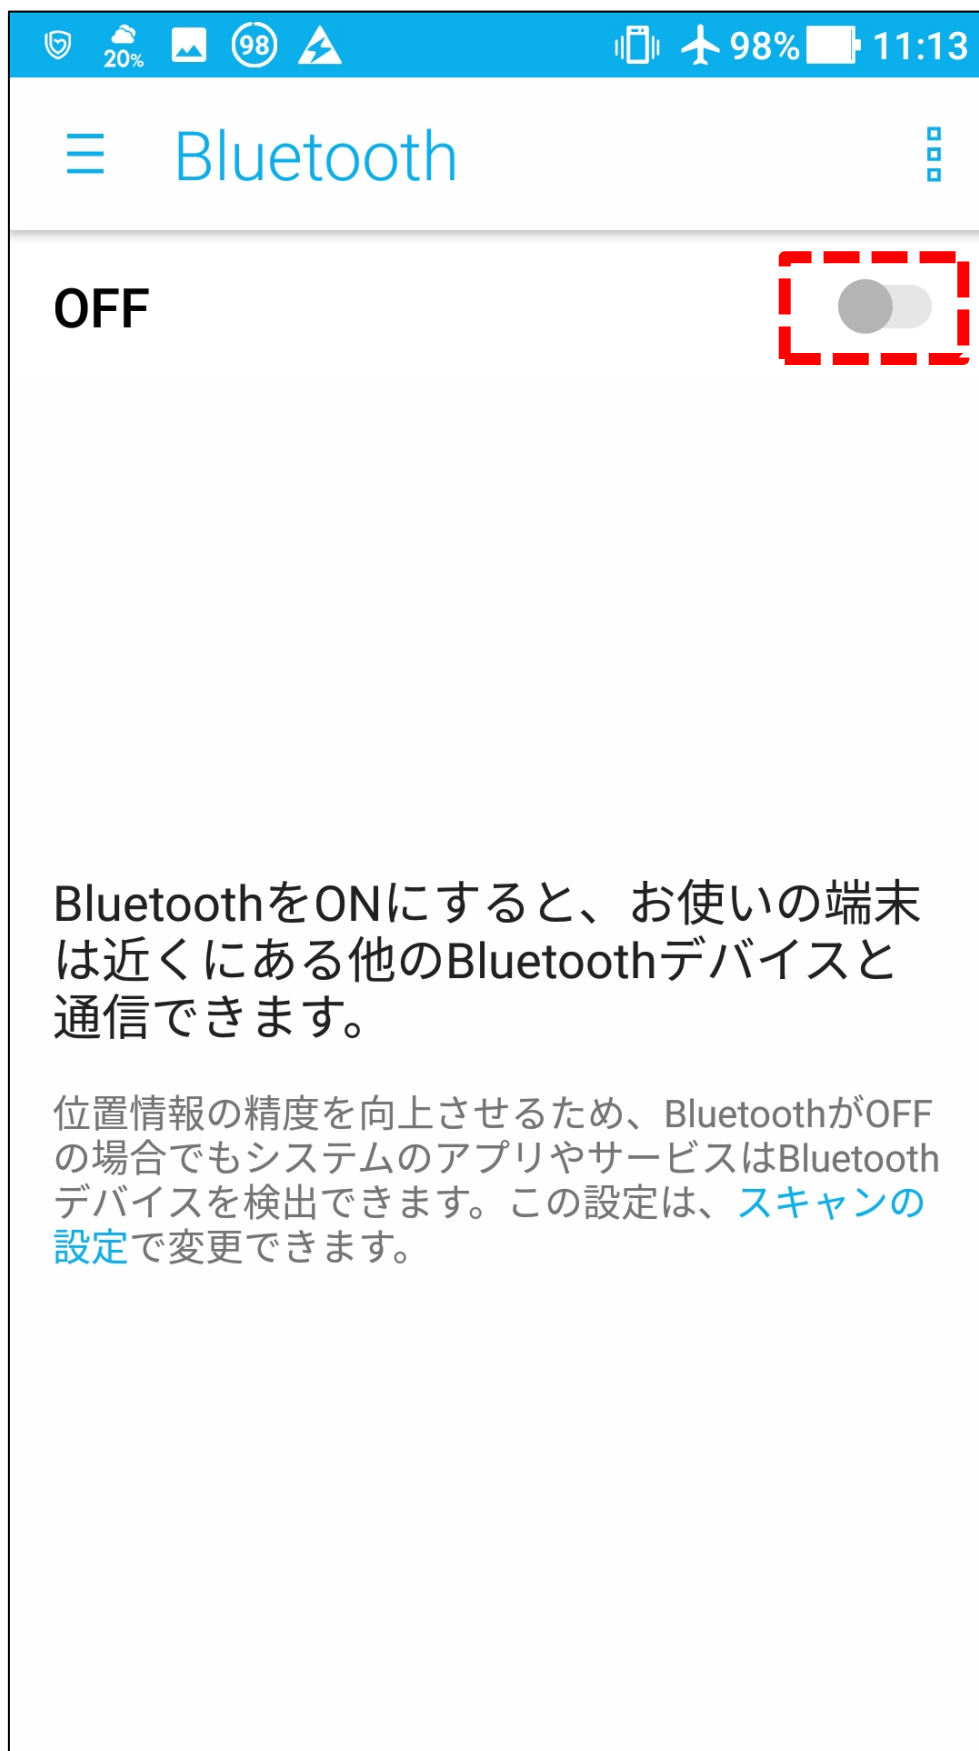 20%
98
98% 11:13
Bluetooth
OFF
BluetoothをONにすると、お使いの端末
は近くにある他のBluetoothデバイスと
通信できます。
位置情報の精度を向上させるため、BluetoothがOFF
の場合でもシステムのアプリやサービスはBluetooth
デバイスを検出できます。この設定は、スキャンの
設定で変更できます。